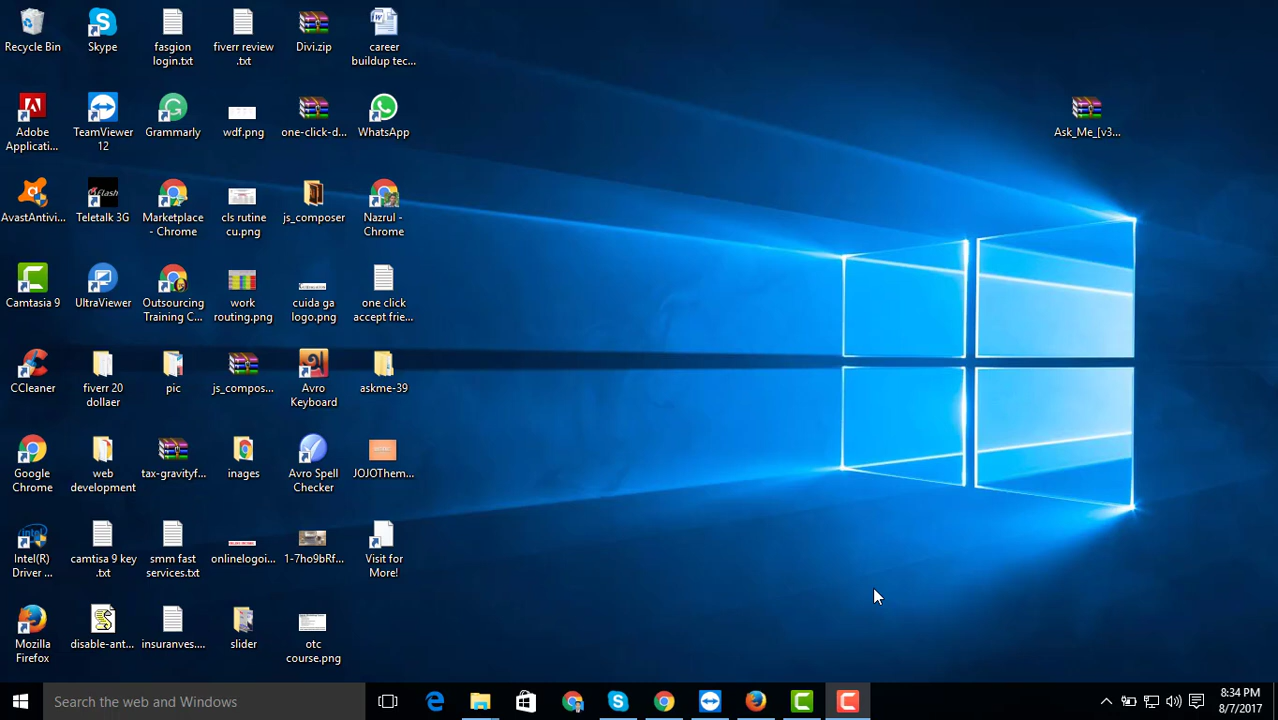 Recycle Bin
Skype
fasgion
login.txt
fiverr review
.txt
Divi.zip
career
buildup tec...
Adobe
Applicati...
TeamViewer
12
Grammarly
wdf.png
one-click-d...
WhatsApp
Ask_Me_[v3...
AvastAntivi...
Teletalk 3G
Marketplace
- Chrome
cls rutine
cu.png
js_composer
Nazrul -
Chrome
Camtasia 9
UltraViewer
Outsourcing
Training C...
work
routing.png
cuida ga
logo.png
one click
accept frie...
CCleaner
fiverr 20
dollaer
pic
js_compos...
Avro
Keyboard
askme-39
Google
Chrome
web
development
tax-gravityf...
inages
Avro Spell
Checker
JOJOThem...
Intel(R)
Driver ...
camtisa 9 key
.txt
smm fast
services.txt
onlinelogoi...
1-7ho9bRf...
Visit for
More!
Mozilla
Firefox
disable-ant...
insuranves....
slider
otc
course.png
Search the web and Windows
8:34 PM
8/7/2017